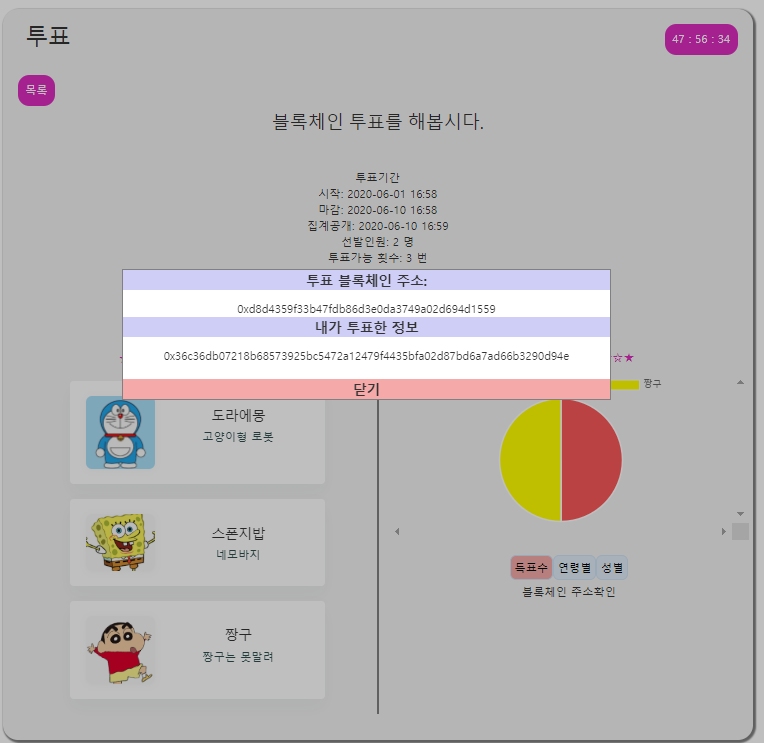 투표
47 : 56 : 34
목록
블록체인 투표를 해봅시다.
투표기간
시작: 2020-06-01 16:58
마감: 2020-06-10 16:58
집계공개: 2020-06-10 16:59
선발인원: 2 명
투표가능 횟수: 3 번
투표 블록체인 주소:
0xd8d4359f33b47fdb86d3e0da3749a02d694d1559
내가 투표한 정보
0x36c36db07218b68573925bc5472a12479f4435bfa02d87bd6a7ad66b3290d94e
닫기
☆★
짱구
도라에몽
고양이형 로봇
스폰지밥
네모바지
짱구
짱구는 못말려
득표수 연령별 성별
블록체인 주소확인